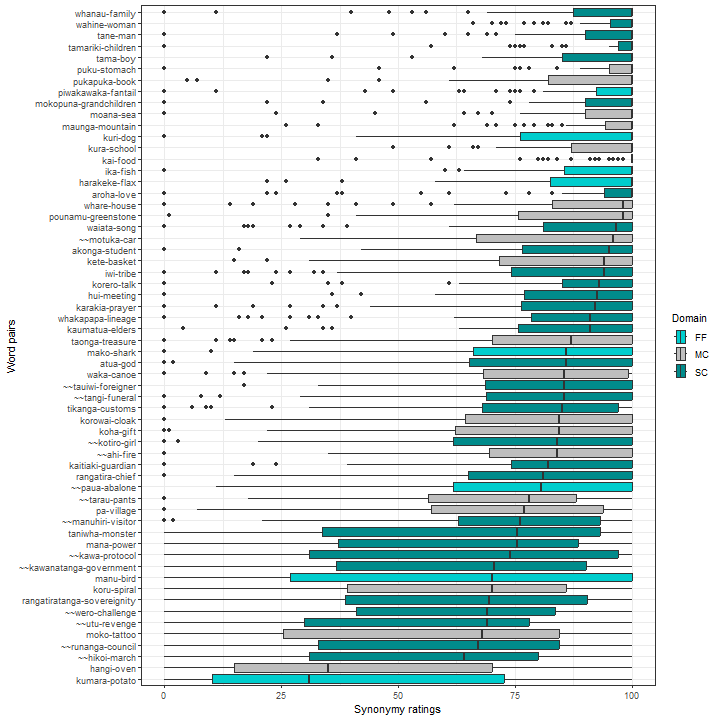 whanau-family
wahine-woman
tane-man
tamariki-children
tama-boy
puku-stomach
pukapuka-book
piwakawaka-fantail
mokopuna-grandchildren
moana-sea
maunga-mountain
kuri-dog
kura-school
kai-food
ika-fish
harakeke-flax
aroha-love
whare-house
pounamu-greenstone
waiata-song
~~motuka-car
akonga-student
kete-basket
iwi-tribe
korero-talk
hui-meeting
karakia-prayer
whakapapa-lineage
kaumatua-elders
taonga-treasure
mako-shark
atua-god
waka-canoe
~~tauiwi-foreigner
~~tangi-funeral
tikanga-customs
korowai-cloak
koha-gift
~~kotiro-girl
~~ahi-fire
kaitiaki-guardian
rangatira-chief
~~paua-abalone
~~tarau-pants
pa-village
~~manuhiri-visitor
taniwha-monster
mana-power
~~kawa-protocol
~~kawanatanga-government
manu-bird
koru-spiral
rangatiratanga-sovereignity
~~wero-challenge
~~utu-revenge
moko-tattoo
~~runanga-council
~~hikoi-march
hangi-oven
kumara-potato
0 25 50 75 100
Synonymy ratings
Word pairs
Domain
FF
MC
SC